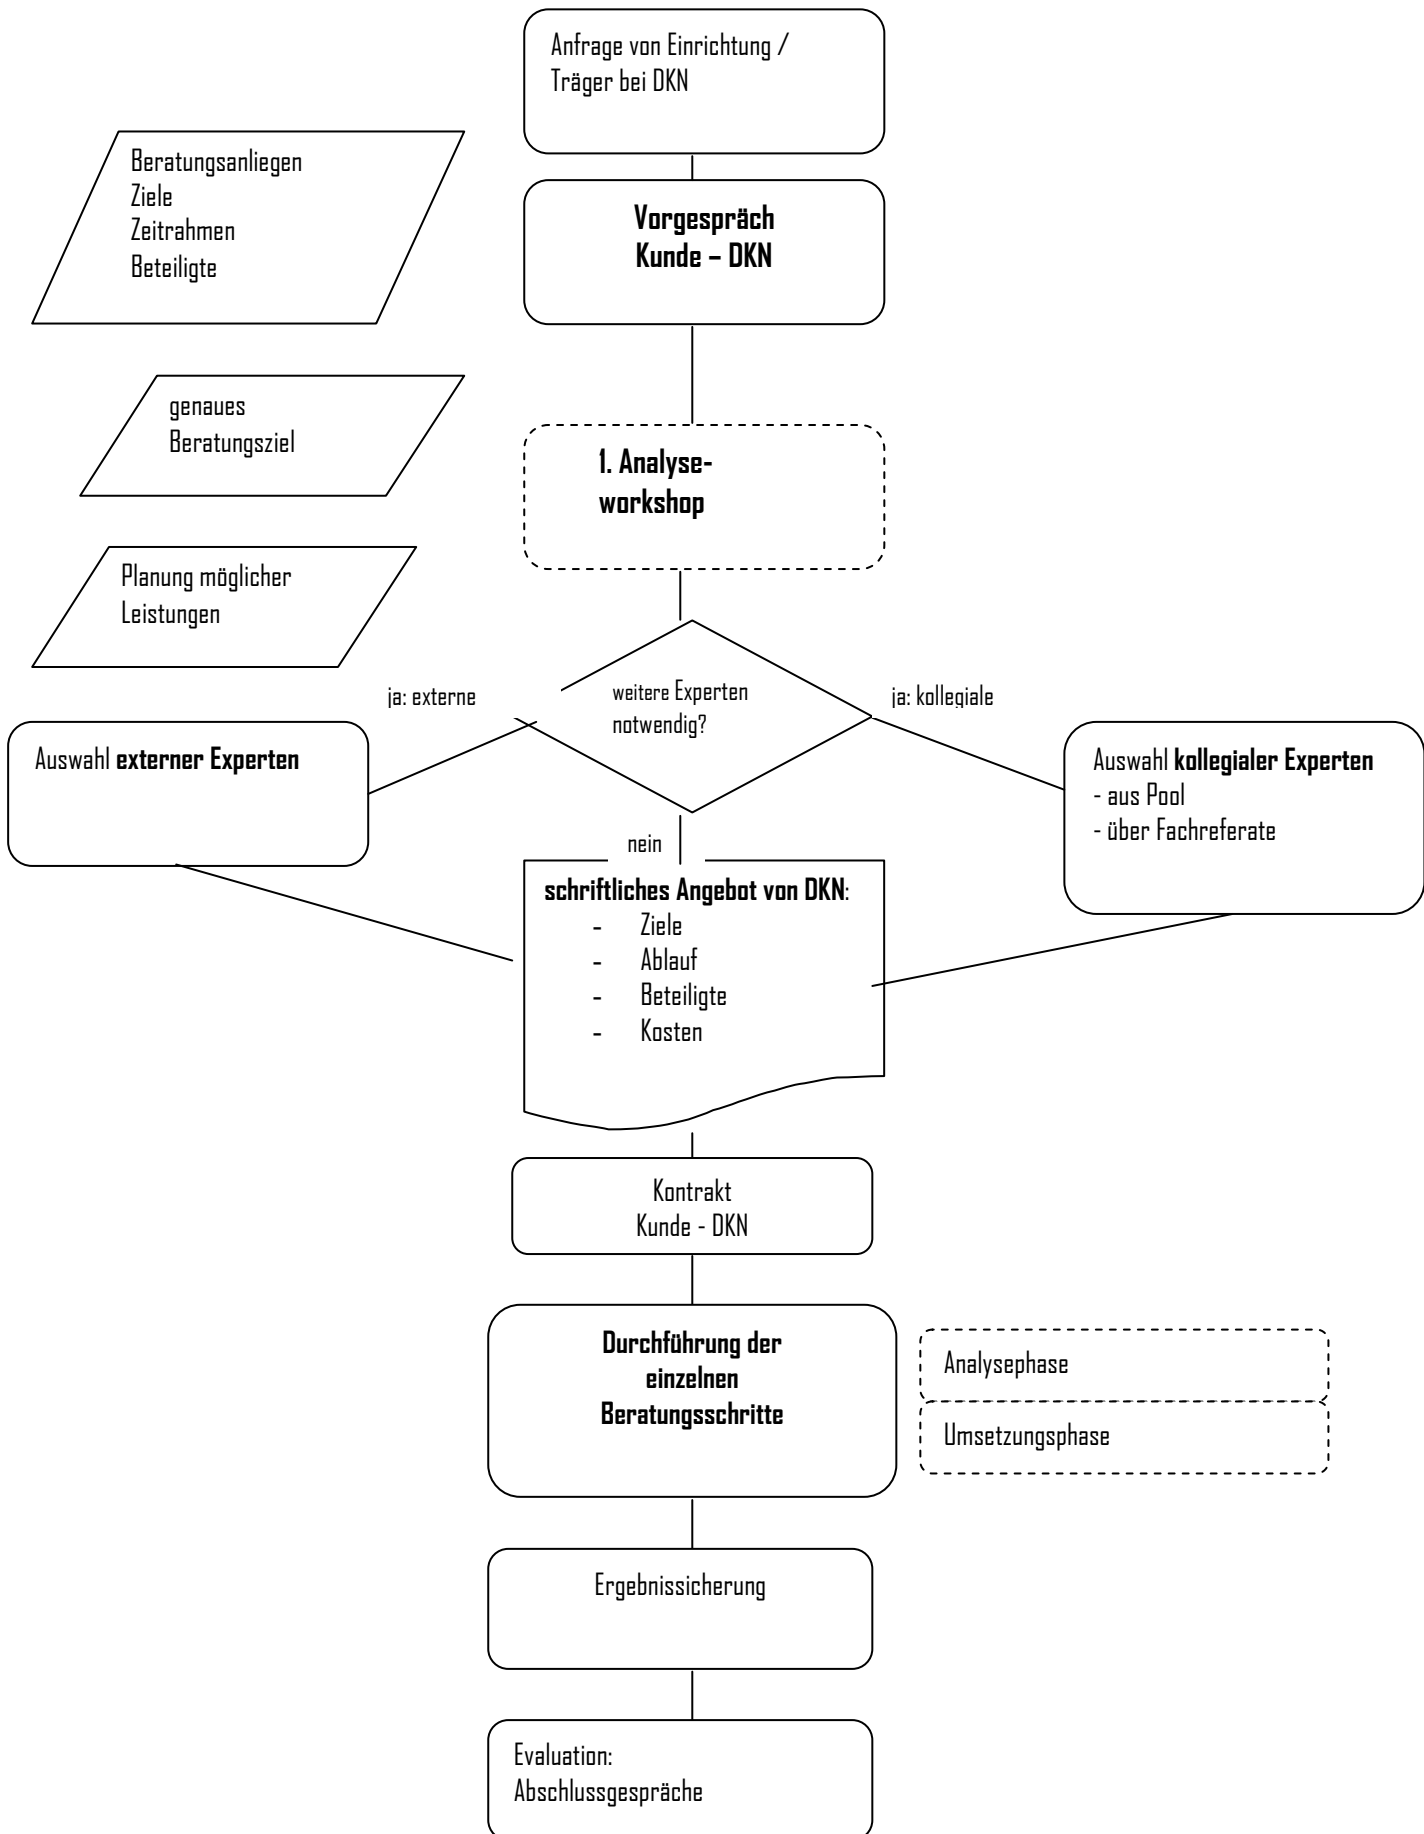 Anfrage von Einrichtung /
Träger bei DKN
Beratungsanliegen
Ziele
Zeitrahmen
Beteiligte
Vorgespräch
Kunde – DKN
genaues
Beratungsziel
1. Analyse-
workshop
Planung möglicher
Leistungen
ja: externe
weitere Experten
notwendig?
ja: kollegiale
Auswahl externer Experten
Auswahl kollegialer Experten
- aus Pool
- über Fachreferate
nein
schriftliches Angebot von DKN:
- Ziele
- Ablauf
- Beteiligte
- Kosten
Kontrakt
Kunde - DKN
Durchführung der
einzelnen
Beratungsschritte
Analysephase
Umsetzungsphase
Ergebnissicherung
Evaluation:
Abschlussgespräche